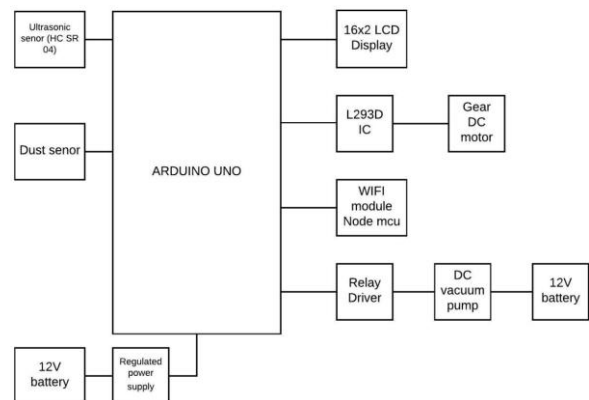 Ultrasonic
senor (HC SR
04)
16x2 LCD
Display
L293D
IC
Gear
DC
motor
Dust senor
ARDUINO UNO
WIFI
module
Node mcu
Relay
Driver
DC
vacuum
pump
12V
battery
12V
battery
Regulated
power
supply